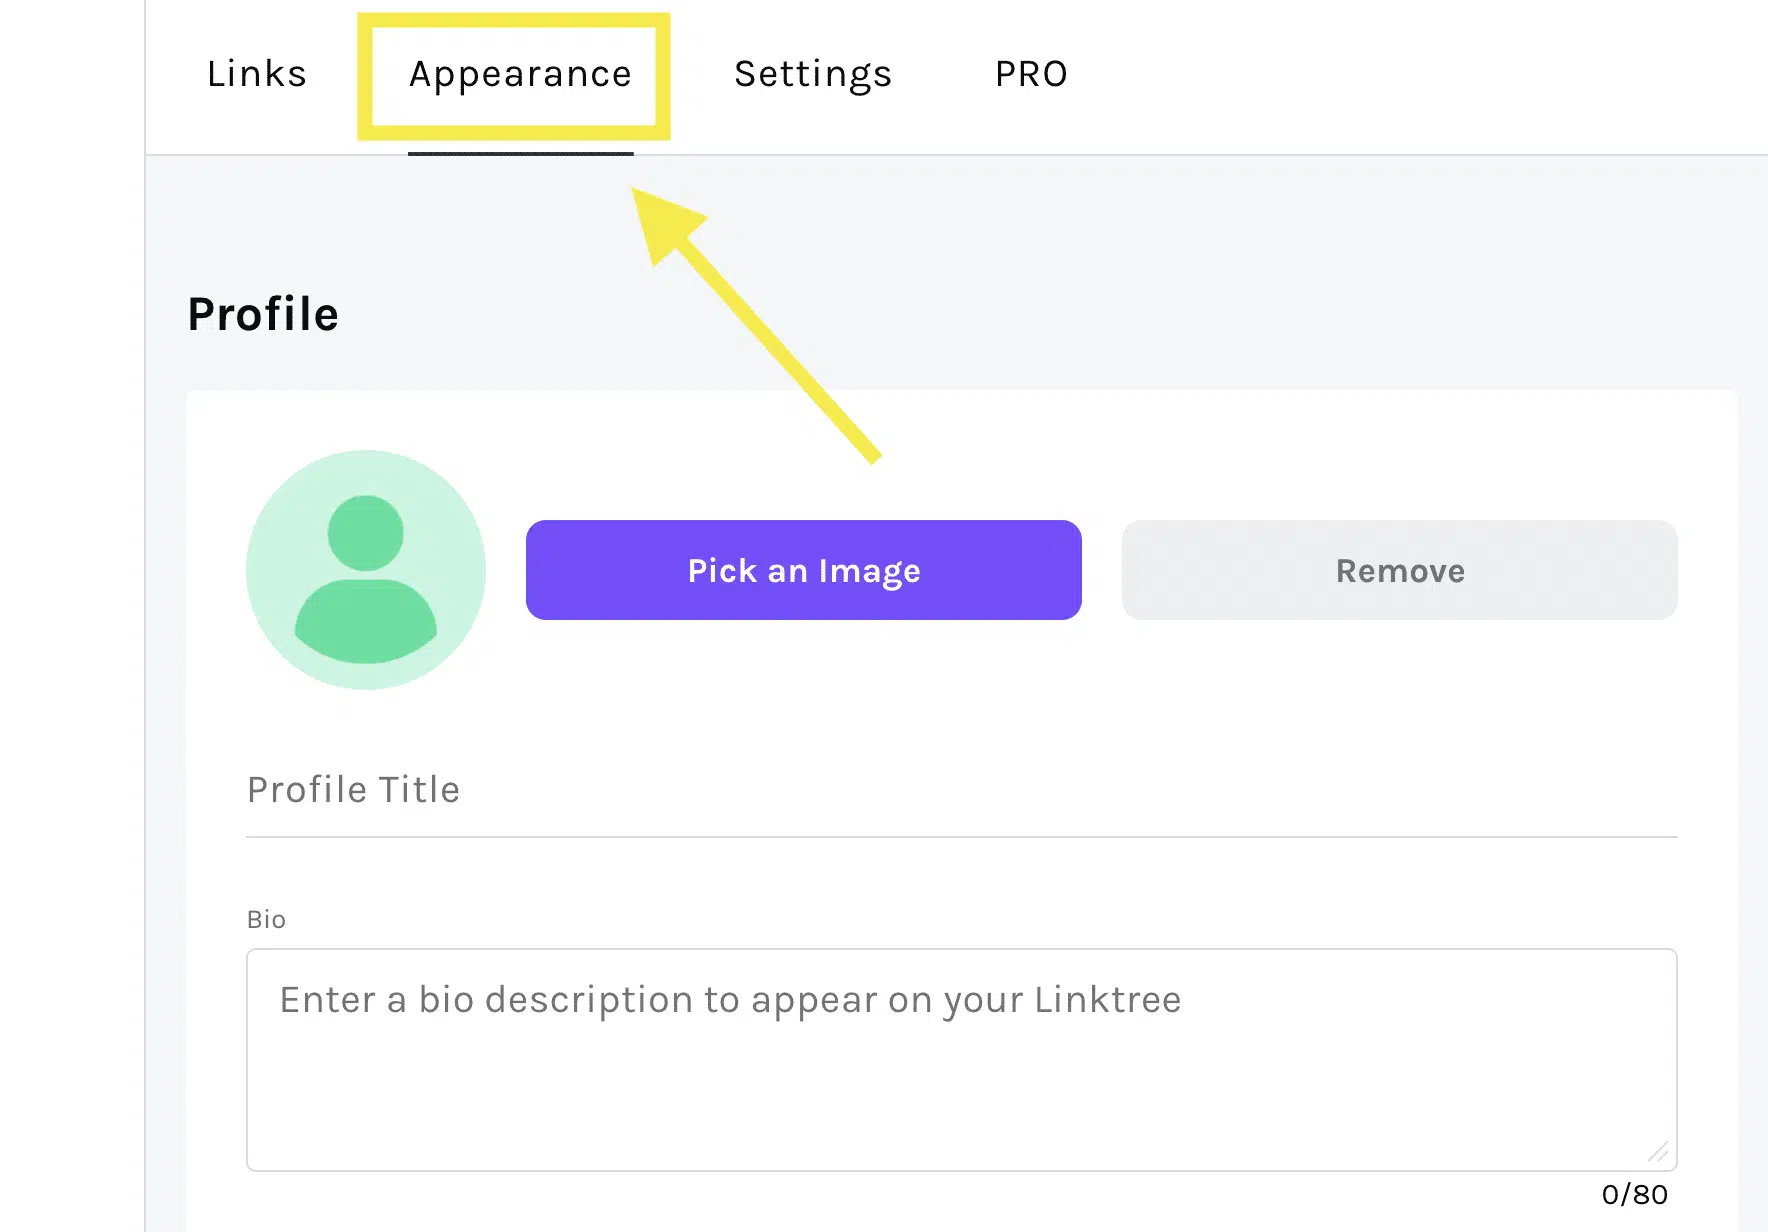 Links Appearance Settings PRO
Profile
Pick an Image Remove
Profile Title
Bio
Enter a bio description to appear on your Linktree
0/80